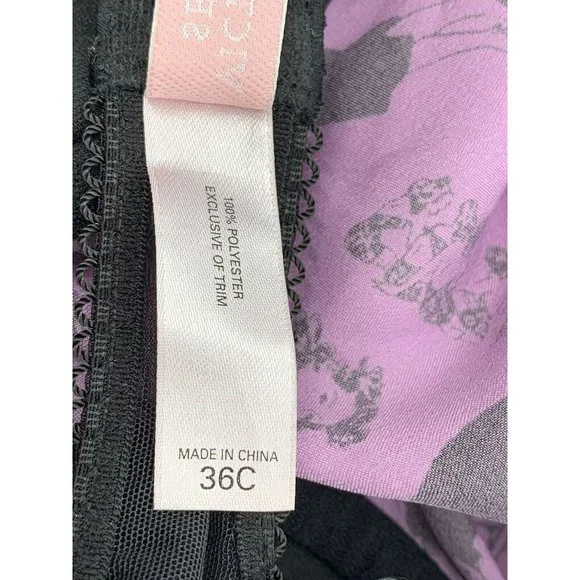 100% POLYESTER
EXCLUSIVE OF TRIM
MADE IN CHINA
36C